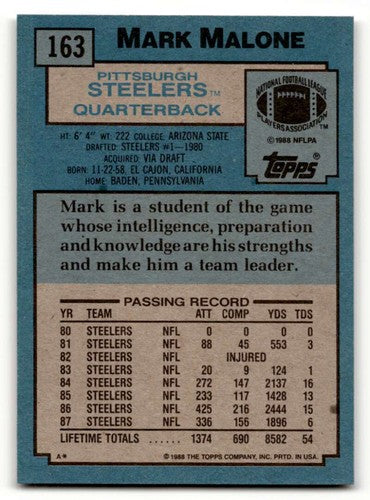 163 MARK MALONE
PITTSBURGH
STEELERS™
QUARTERBACK
NATIONAL FOOTBALL LEAGUE
PLAYERS ASSOCIATION™
©1988 NFLPA
topps®
HT: 6' 4" WT: 222 COLLEGE: ARIZONA STATE
DRAFTED: STEELERS #1—1980
ACQUIRED: VIA DRAFT
BORN: 11-22-58, EL CAJON, CALIFORNIA
HOME: BADEN, PENNSYLVANIA
Mark is a student of the game
whose intelligence, preparation
and knowledge are his strengths
and make him a team leader.
PASSING RECORD
YR TEAM ATT COMP YDS TDS
80 STEELERS NFL 0 0 0 0
81 STEELERS NFL 88 45 553 3
82 STEELERS NFL INJURED
83 STEELERS NFL 20 9 124 1
84 STEELERS NFL 272 147 2137 16
85 STEELERS NFL 233 117 1428 13
86 STEELERS NFL 425 216 2444 15
87 STEELERS NFL 336 156 1896 6
LIFETIME TOTALS ...... 1374 690 8582 54
A* ©1988 THE TOPPS COMPANY, INC. PRTD. IN U.S.A.